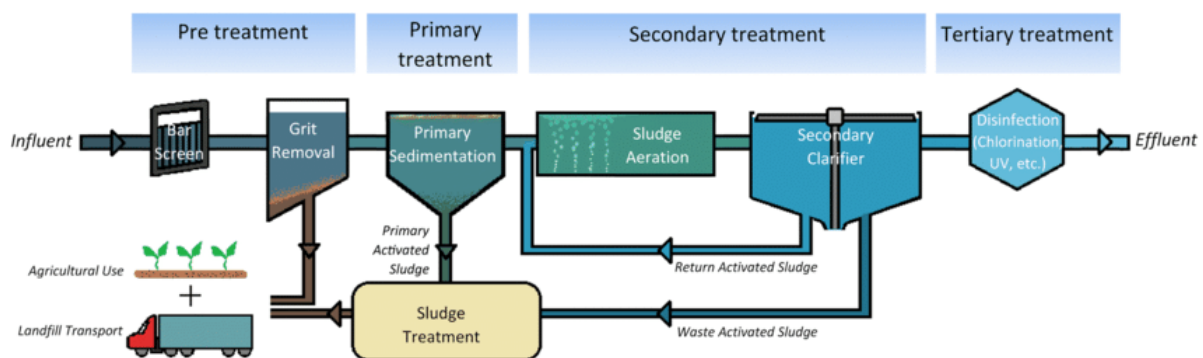 Pre treatment
Primary
treatment
Secondary treatment
Tertiary treatment
Influent
Bar
Screen
Grit
Removal
Primary
Sedimentation
Sludge
Aeration
Secondary
Clarifier
Disinfection
(Chlorination,
UV, etc.)
Effluent
Primary
Activated
Sludge
Return Activated Sludge
Agricultural Use
+
Landfill Transport
Sludge
Treatment
Waste Activated Sludge